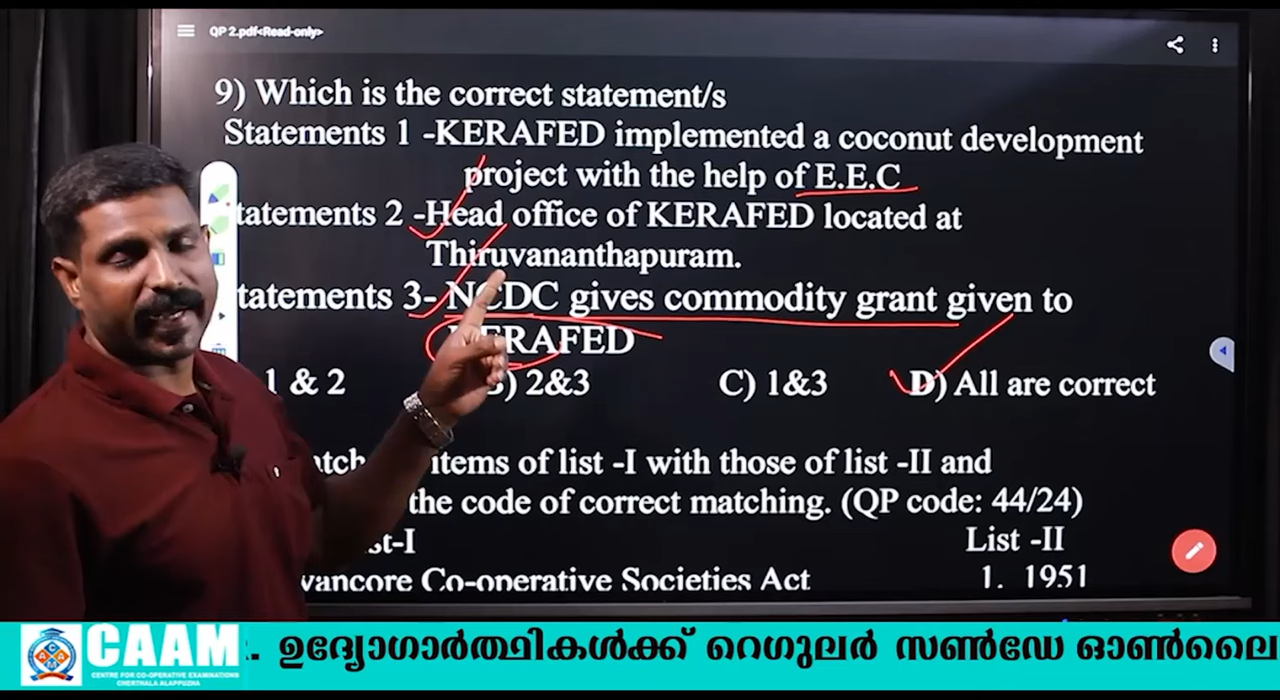 QP 2.pdf<Read-only>
9) Which is the correct statement/s
Statements 1 -KERAFED implemented a coconut development
project with the help of E.E.C
tatements 2 -Head office of KERAFED located at
Thiruvananthapuram.
tatements 3- NCDC gives commodity grant given to
KERAFED
1 & 2 B) 2&3 C) 1&3 D) All are correct
items of list -I with those of list -II and
the code of correct matching. (QP code: 44/24)
st-I List -II
vancore Co-operative Societies Act 1. 1951
CAAM
CENTRE FOR CO-OPERATIVE EXAMINATIONS
CHERTHALA ALAPPUZHA
. ഉദ്യോഗാർത്ഥികൾക്ക് റെഗുലർ സൺഡേ ഓൺലൈ